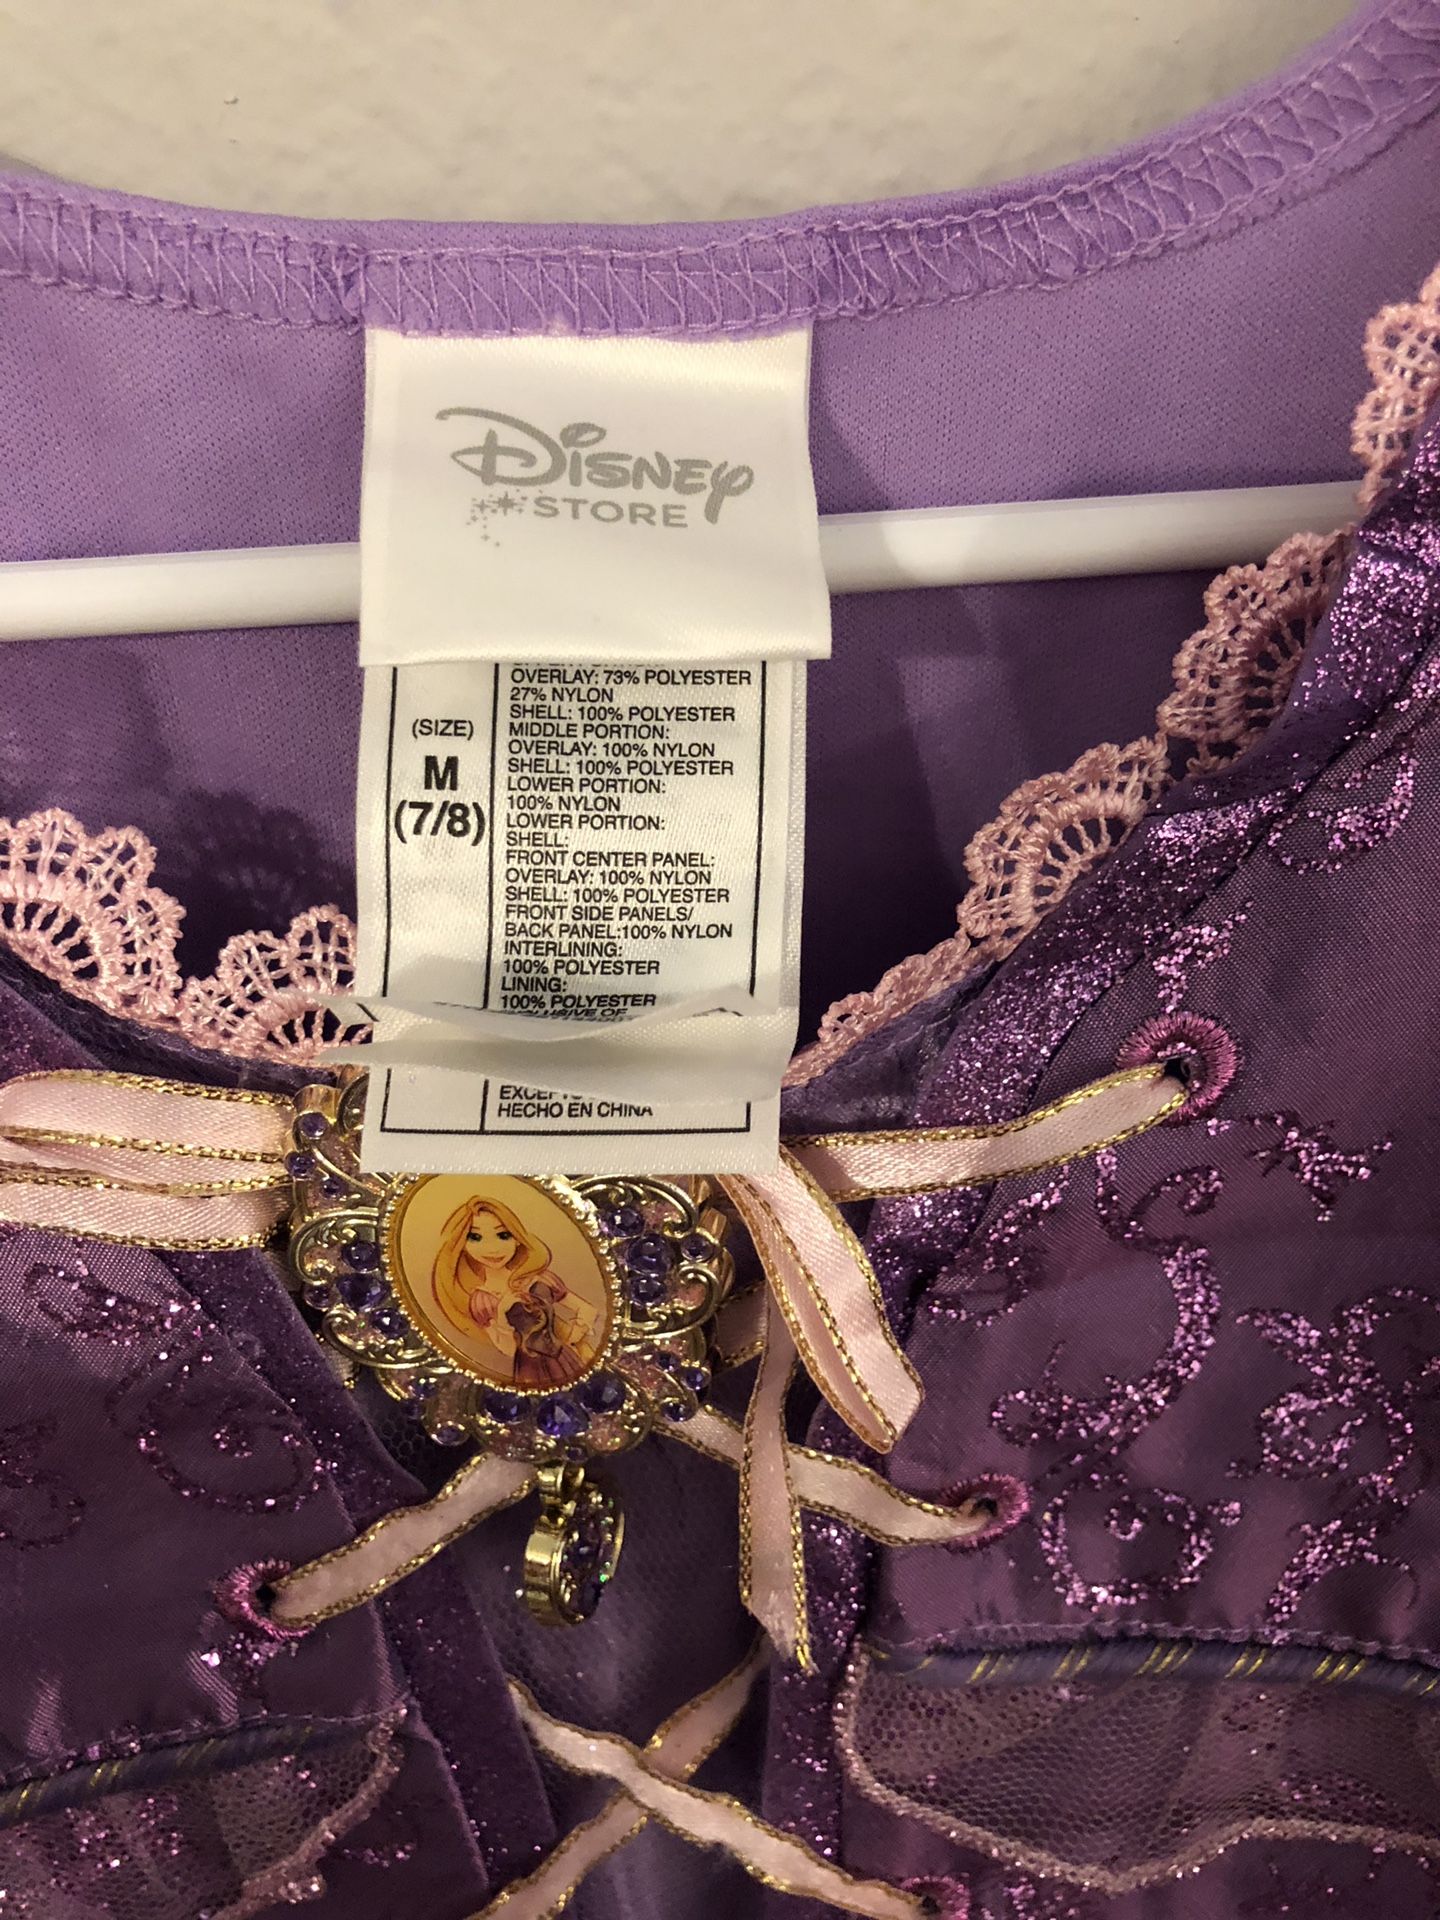 Disney
STORE
OVERLAY: 73% POLYESTER
27% NYLON
SHELL: 100% POLYESTER
(SIZE)
MIDDLE PORTION:
OVERLAY: 100% NYLON
M
SHELL: 100% POLYESTER
LOWER PORTION:
100% NYLON
(7/8)
LOWER PORTION:
SHELL:
FRONT CENTER PANEL:
OVERLAY: 100% NYLON
SHELL: 100% POLYESTER
FRONT SIDE PANELS/
BACK PANEL:100% NYLON
INTERLINING:
100% POLYESTER
LINING:
100% POLYESTER
EXCLUSIVE OF
HECHO EN CHINA